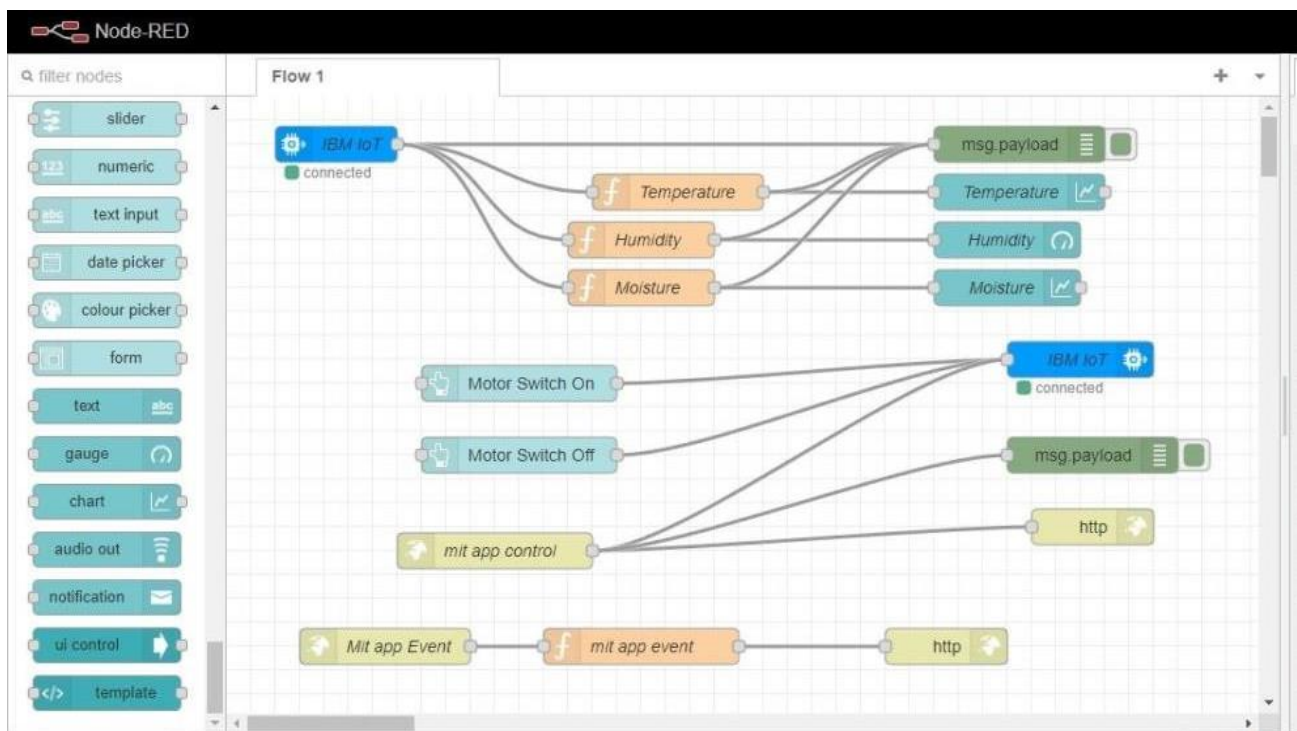 Node-RED
filter nodes
Flow 1
slider
123 numeric
abc text input
date picker
colour picker
form
text abc
gauge
chart
audio out
notification
ui control
</> template
IBM IoT
connected
msg.payload
Temperature
Temperature
Humidity
Humidity
Moisture
Moisture
IBM IoT
connected
Motor Switch On
Motor Switch Off
msg.payload
mit app control
http
Mit app Event
mit app event
http